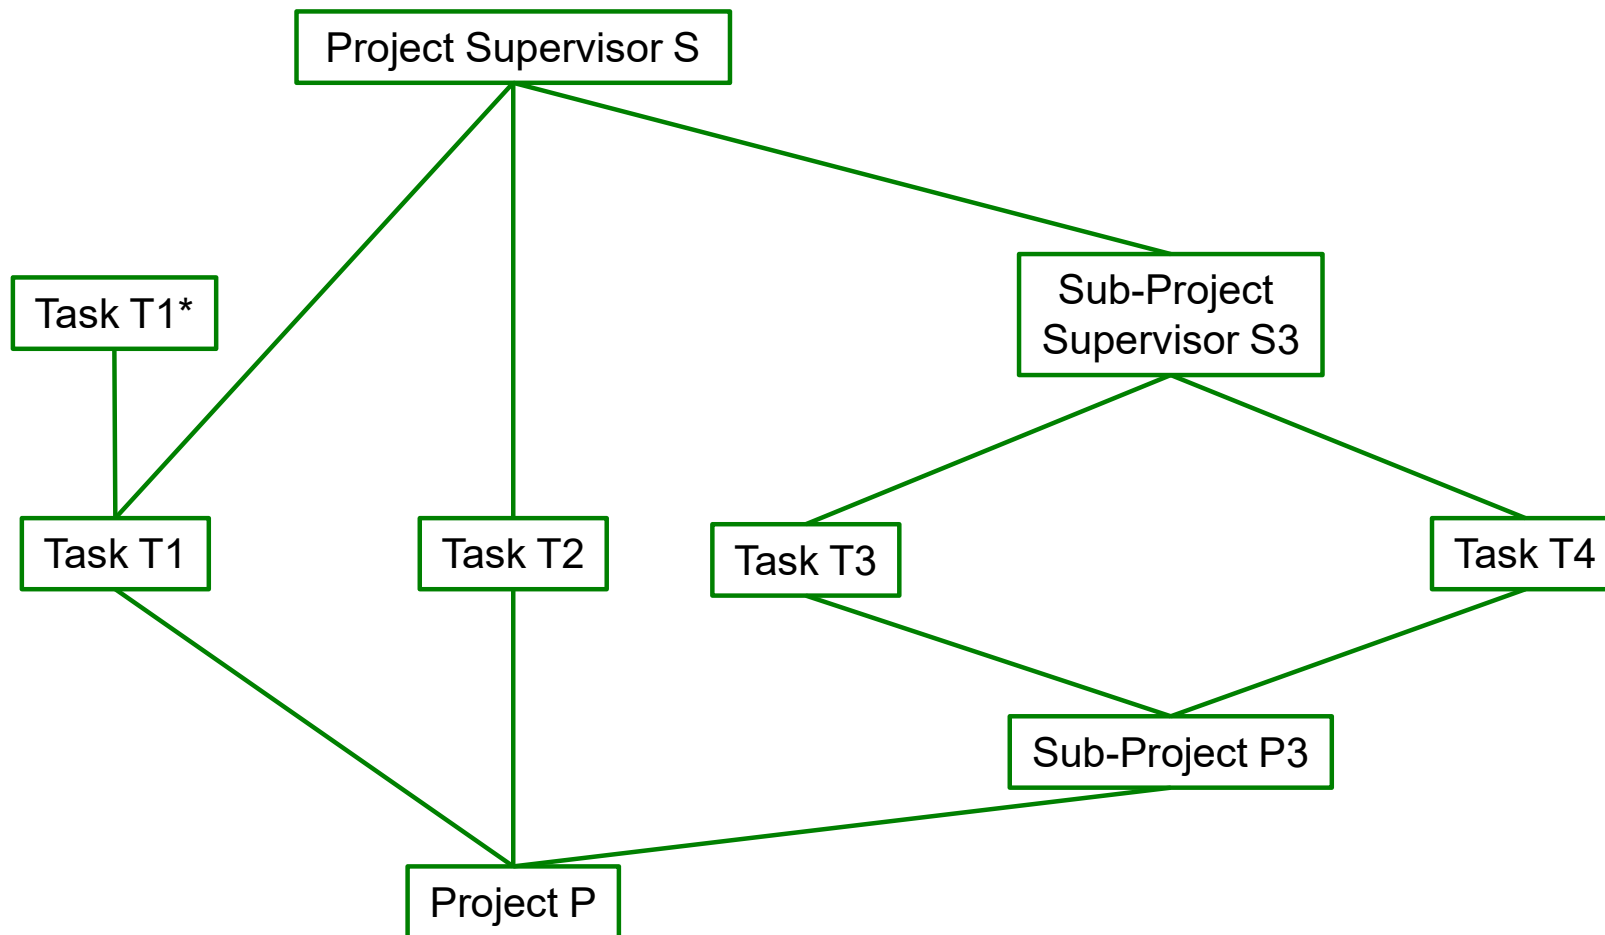 Project Supervisor S
Task T1*
Sub-Project
Supervisor S3
Task T1
Task T2
Task T3
Task T4
Sub-Project P3
Project P